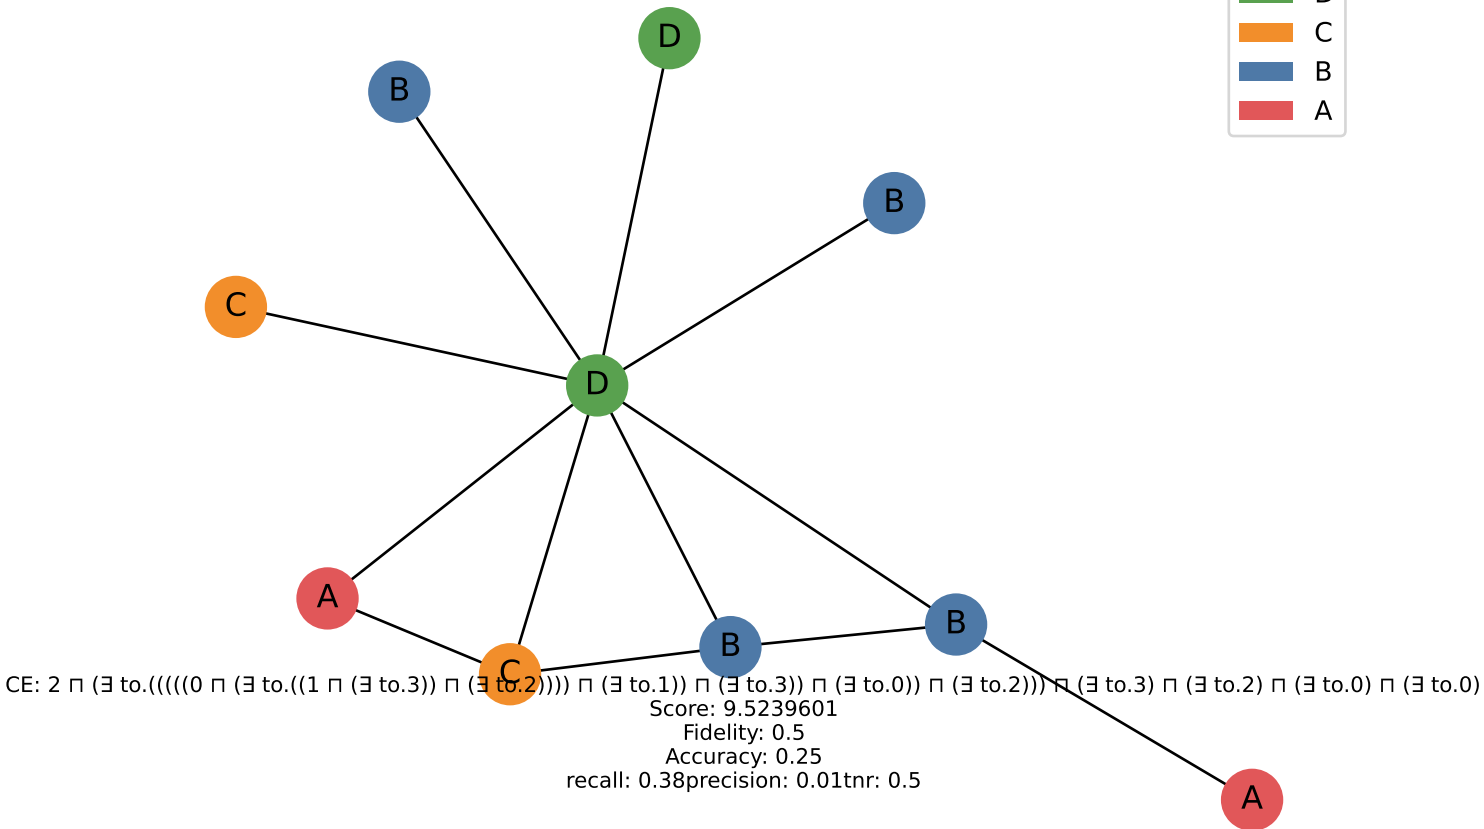 D
B
B
C
D
A
C
B
B
A
C
B
A
CE: 2 ⊓ (∃ to.(((((0 ⊓ (∃ to.((1 ⊓ (∃ to.3)) ⊓ (∃ to.2)))) ⊓ (∃ to.1)) ⊓ (∃ to.3)) ⊓ (∃ to.0)) ⊓ (∃ to.2))) ⊓ (∃ to.3) ⊓ (∃ to.2) ⊓ (∃ to.0) ⊓ (∃ to.0)
Score: 9.5239601
Fidelity: 0.5
Accuracy: 0.25
recall: 0.38precision: 0.01tnr: 0.5